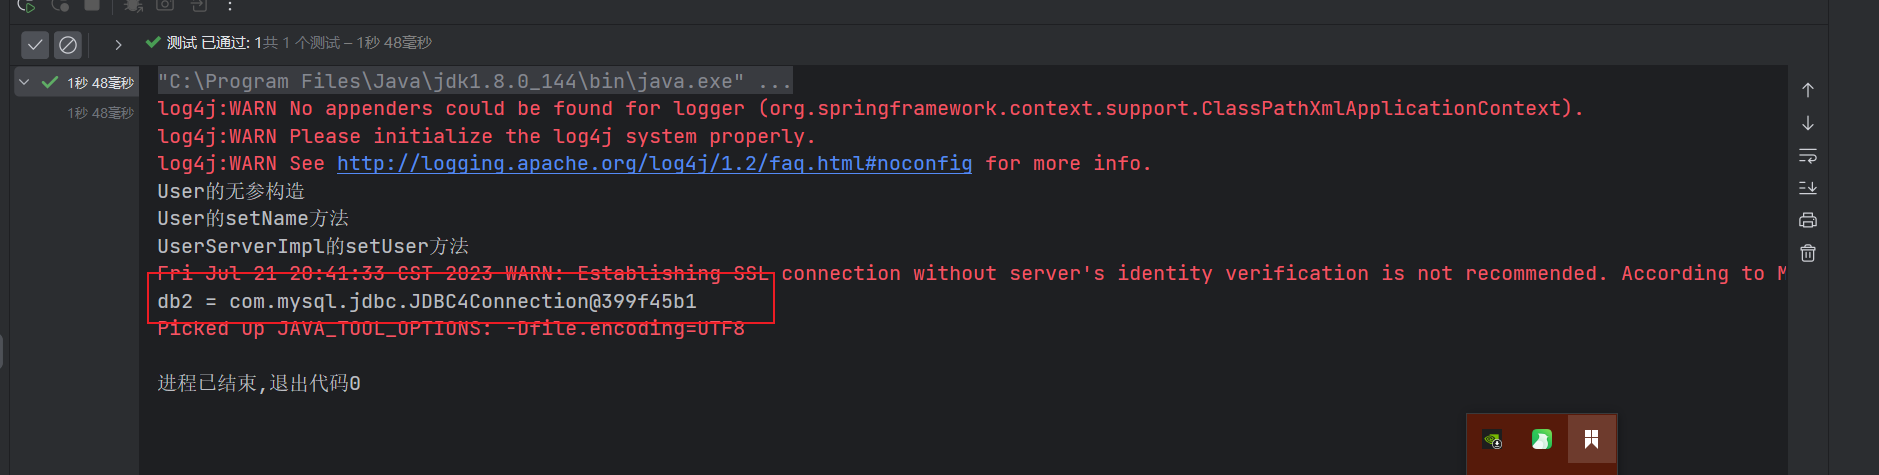 测试 已通过: 1共 1 个测试 – 1秒 48毫秒
1秒 48毫秒
1秒 48毫秒
"C:\Program Files\Java\jdk1.8.0_144\bin\java.exe" ...
log4j:WARN No appenders could be found for logger (org.springframework.context.support.ClassPathXmlApplicationContext).
log4j:WARN Please initialize the log4j system properly.
log4j:WARN See http://logging.apache.org/log4j/1.2/faq.html#noconfig for more info.
User的无参构造
User的setName方法
UserServerImpl的setUser方法
Fri Jul 21 20:41:33 CST 2023 WARN: Establishing SSL connection without server's identity verification is not recommended. According to M
db2 = com.mysql.jdbc.JDBC4Connection@399f45b1
Picked up JAVA_TOOL_OPTIONS: -Dfile.encoding=UTF8
进程已结束,退出代码0